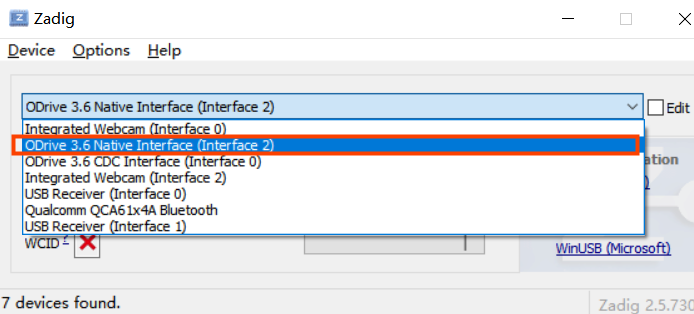 Zadig
Device Options Help
ODrive 3.6 Native Interface (Interface 2) Edit
Integrated Webcam (Interface 0)
ODrive 3.6 Native Interface (Interface 2)
ODrive 3.6 CDC Interface (Interface 0)
Integrated Webcam (Interface 2)
USB Receiver (Interface 0)
Qualcomm QCA61x4A Bluetooth
USB Receiver (Interface 1)
WCID ?
WinUSB (Microsoft)
7 devices found.
Zadig 2.5.730